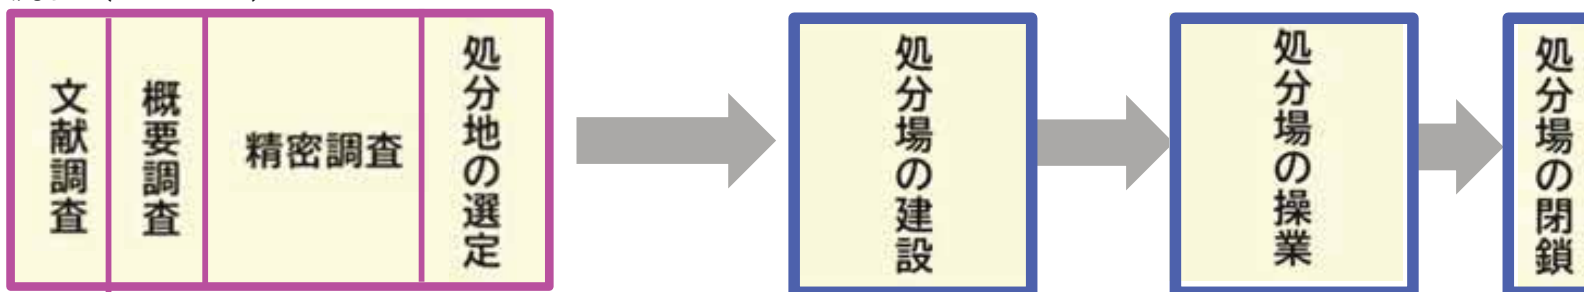 文献調査
概要調査
精密調査
処分地の選定
処分場の建設
処分場の操業
処分場の閉鎖